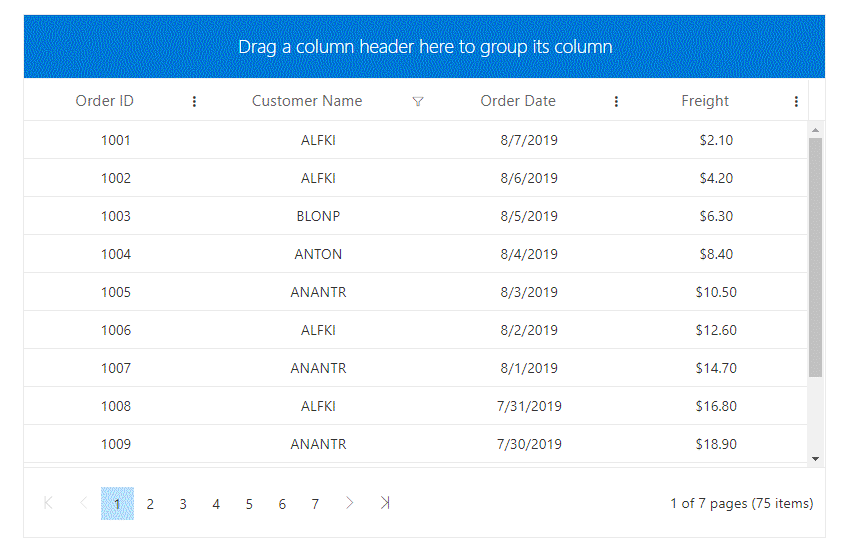 Drag a column header here to group its column
Order ID Customer Name Order Date Freight
1001 ALFKI 8/7/2019 $2.10
1002 ALFKI 8/6/2019 $4.20
1003 BLONP 8/5/2019 $6.30
1004 ANTON 8/4/2019 $8.40
1005 ANANTR 8/3/2019 $10.50
1006 ALFKI 8/2/2019 $12.60
1007 ANANTR 8/1/2019 $14.70
1008 ALFKI 7/31/2019 $16.80
1009 ANANTR 7/30/2019 $18.90
1 2 3 4 5 6 7 1 of 7 pages (75 items)